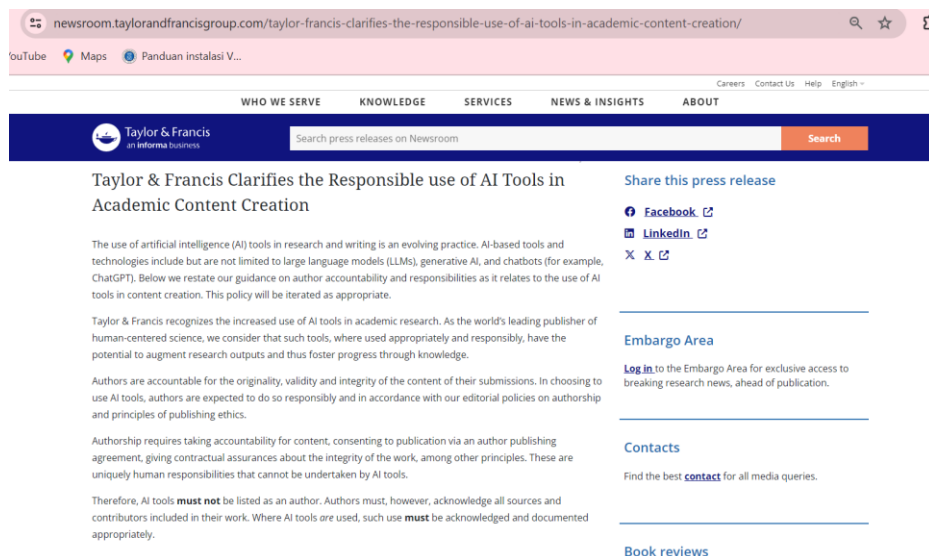 newsroom.taylorandfrancisgroup.com/taylor-francis-clarifies-the-responsible-use-of-ai-tools-in-academic-content-creation/
YouTube Maps Panduan instalasi V...
Careers Contact Us Help English
WHO WE SERVE KNOWLEDGE SERVICES NEWS & INSIGHTS ABOUT
Taylor & Francis
an informa business
Search press releases on Newsroom
Search
Taylor & Francis Clarifies the Responsible use of AI Tools in
Academic Content Creation
The use of artificial intelligence (AI) tools in research and writing is an evolving practice. AI-based tools and
technologies include but are not limited to large language models (LLMs), generative AI, and chatbots (for example,
ChatGPT). Below we restate our guidance on author accountability and responsibilities as it relates to the use of AI
tools in content creation. This policy will be iterated as appropriate.
Taylor & Francis recognizes the increased use of AI tools in academic research. As the world's leading publisher of
human-centered science, we consider that such tools, where used appropriately and responsibly, have the
potential to augment research outputs and thus foster progress through knowledge.
Authors are accountable for the originality, validity and integrity of the content of their submissions. In choosing to
use AI tools, authors are expected to do so responsibly and in accordance with our editorial policies on authorship
and principles of publishing ethics.
Authorship requires taking accountability for content, consenting to publication via an author publishing
agreement, giving contractual assurances about the integrity of the work, among other principles. These are
uniquely human responsibilities that cannot be undertaken by AI tools.
Therefore, AI tools must not be listed as an author. Authors must, however, acknowledge all sources and
contributors included in their work. Where AI tools are used, such use must be acknowledged and documented
appropriately.
Share this press release
Facebook
LinkedIn
X
Embargo Area
Log in to the Embargo Area for exclusive access to
breaking research news, ahead of publication.
Contacts
Find the best contact for all media queries.
Book reviews